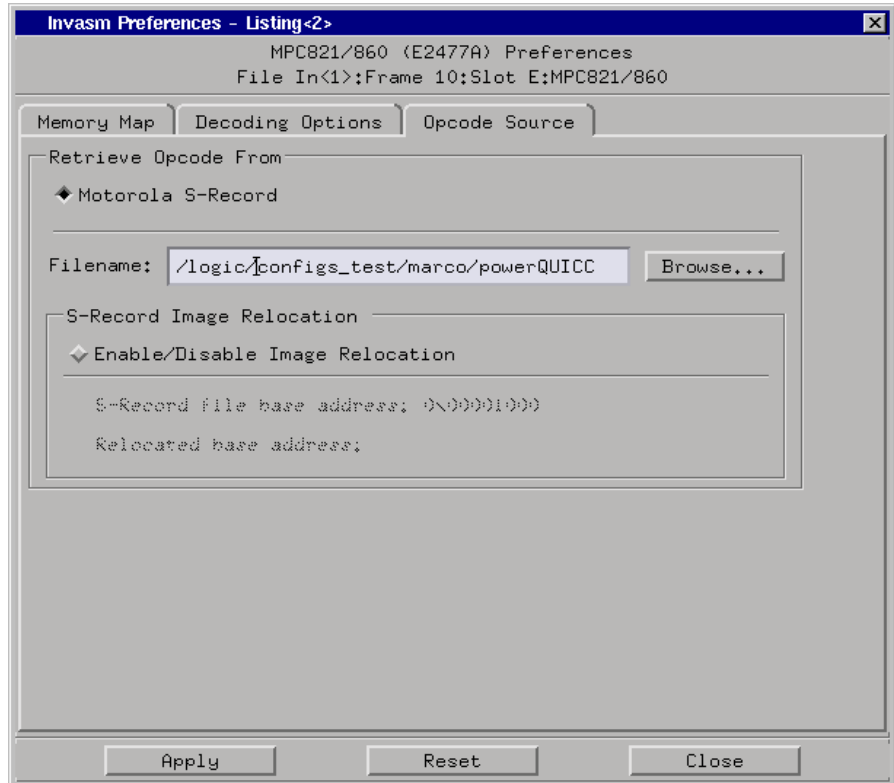 Invasm Preferences - Listing<2>
MPC821/860 (E2477A) Preferences
File In<1>:Frame 10:Slot E:MPC821/860
Memory Map Decoding Options Opcode Source
Retrieve Opcode From
Motorola S-Record
Filename: /logic/configs_test/marco/powerQUICC Browse...
S-Record Image Relocation
Enable/Disable Image Relocation
S-Record file base address: 0x00001000
Relocated base address:
Apply Reset Close